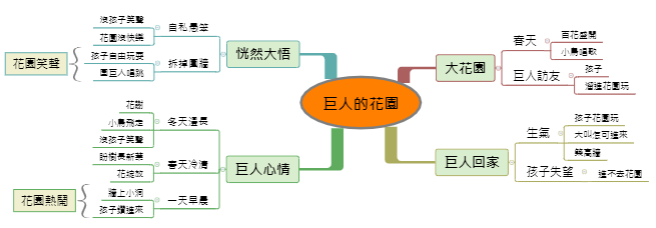 巨人的花園
大花園
春天
百花盛開
小鳥唱歌
巨人訪友
孩子
溜進花園玩
巨人回家
生氣
孩子花園玩
大叫怎可進來
築高牆
孩子失望
進不去花園
恍然大悟
自私愚笨
沒孩子笑聲
花園沒快樂
拆掉圍牆
孩子自由玩耍
圍巨人唱跳
花園笑聲
巨人心情
冬天漫長
花謝
小鳥飛走
沒孩子笑聲
春天冷清
盼樹長新葉
花綻放
一天早晨
牆上小洞
孩子鑽進來
花園熱鬧